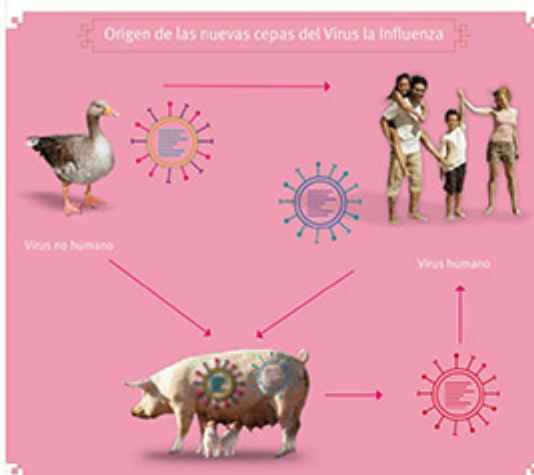 Origen de las nuevas cepas del Virus la Influenza
Virus no humano
Virus humano